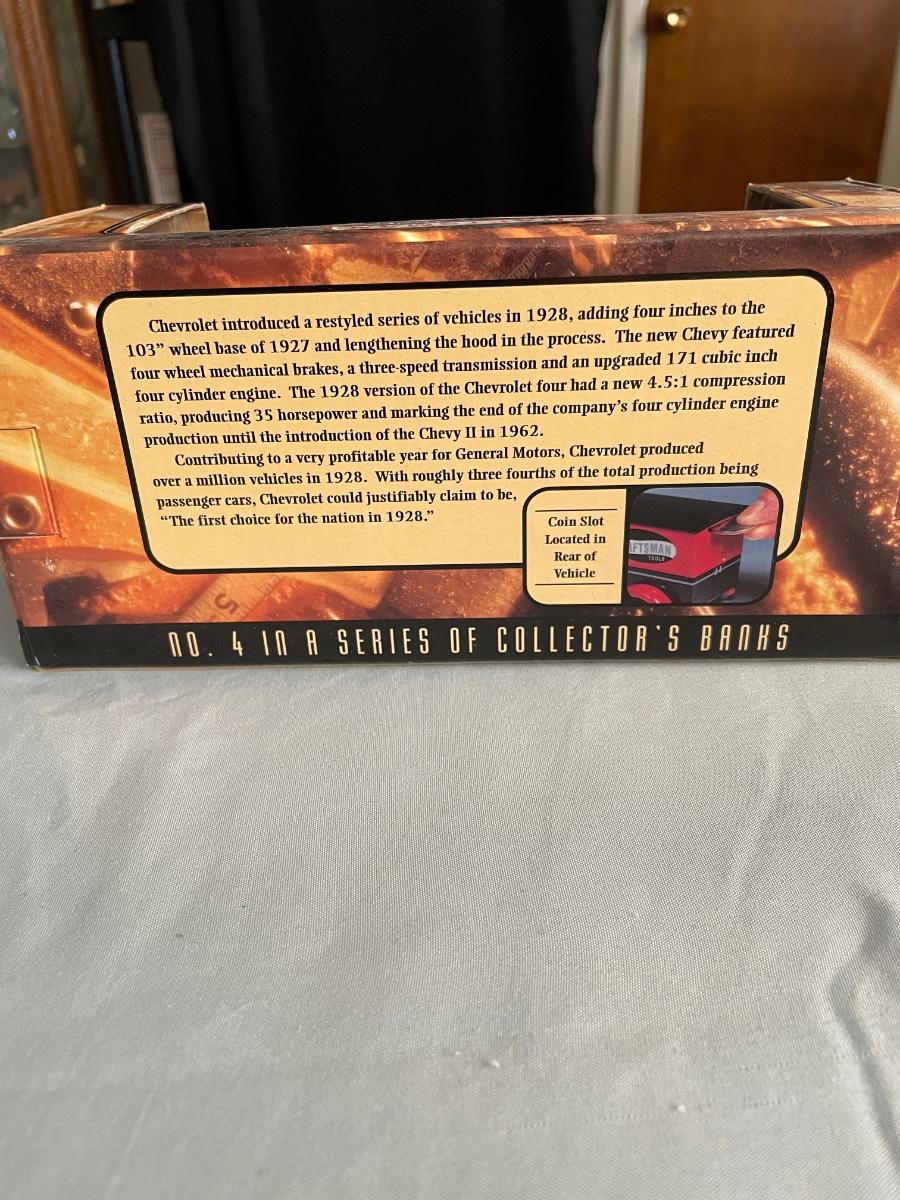 Chevrolet introduced a restyled series of vehicles in 1928, adding four inches to the
103” wheel base of 1927 and lengthening the hood in the process. The new Chevy featured
four wheel mechanical brakes, a three-speed transmission and an upgraded 171 cubic inch
four cylinder engine. The 1928 version of the Chevrolet four had a new 4.5:1 compression
ratio, producing 35 horsepower and marking the end of the company’s four cylinder engine
production until the introduction of the Chevy II in 1962.
Contributing to a very profitable year for General Motors, Chevrolet produced
over a million vehicles in 1928. With roughly three fourths of the total production being
passenger cars, Chevrolet could justifiably claim to be,
“The first choice for the nation in 1928.”
Coin Slot
Located in
Rear of
Vehicle
AFTSMAN
TOOLS
5
NO. 4 IN A SERIES OF COLLECTOR'S BANKS